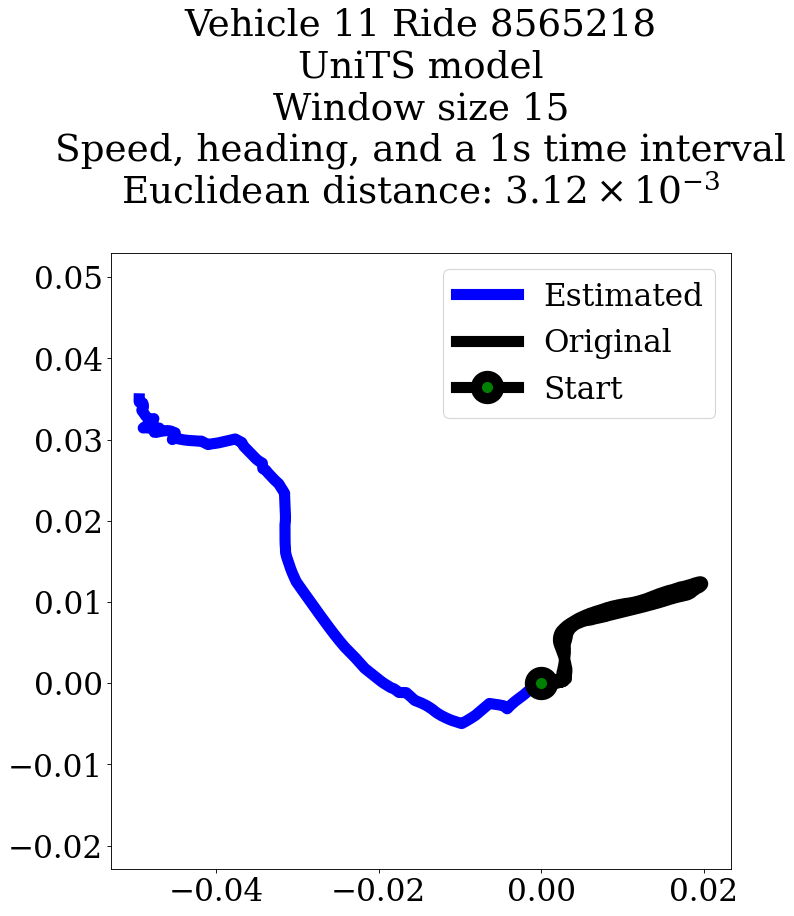 Vehicle 11 Ride 8565218
UniTS model
Window size 15
Speed, heading, and a 1s time interval
Euclidean distance: 3.12 × 10⁻³
Estimated
Original
Start
0.05
0.04
0.03
0.02
0.01
0.00
−0.01
−0.02
−0.04 −0.02 0.00 0.02